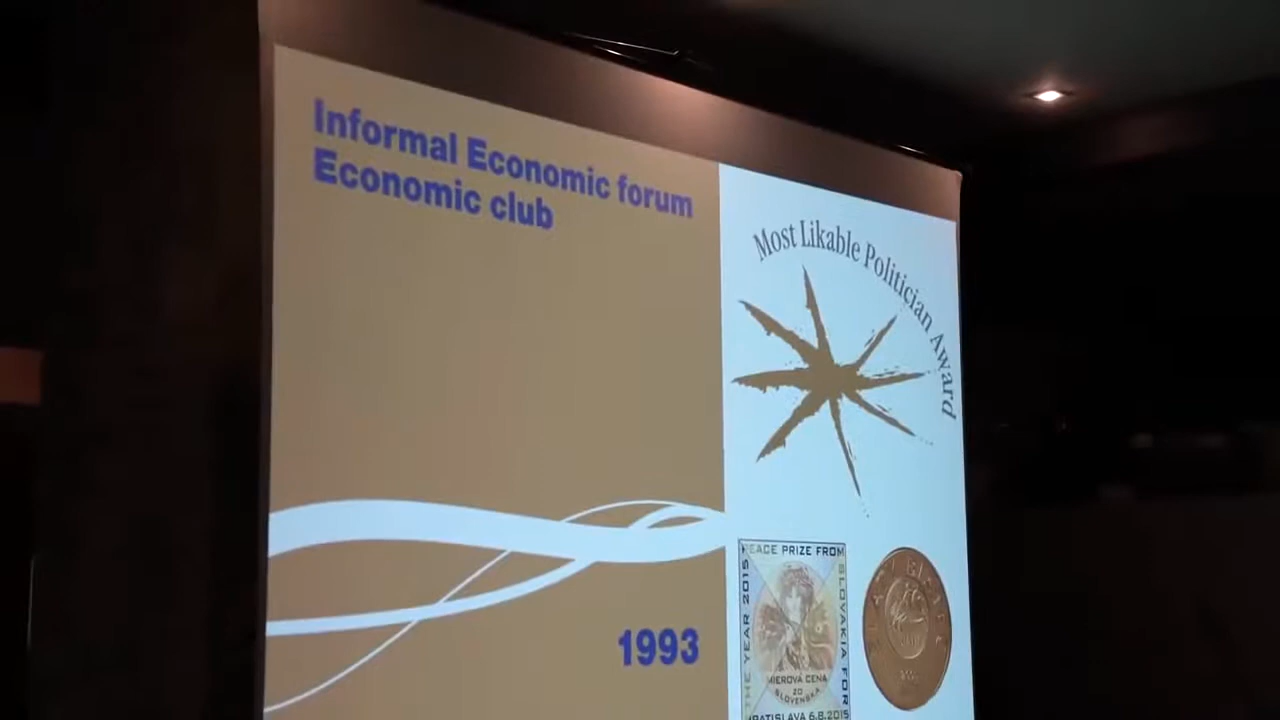 Informal Economic forum
Economic club
1993
Most Likable Politician Award
PEACE PRIZE FROM
SLOVAKIA FOR
THE YEAR 2015
MIEROVÁ CENA
ZO
SLOVENSKA
BRATISLAVA 6.8.2015